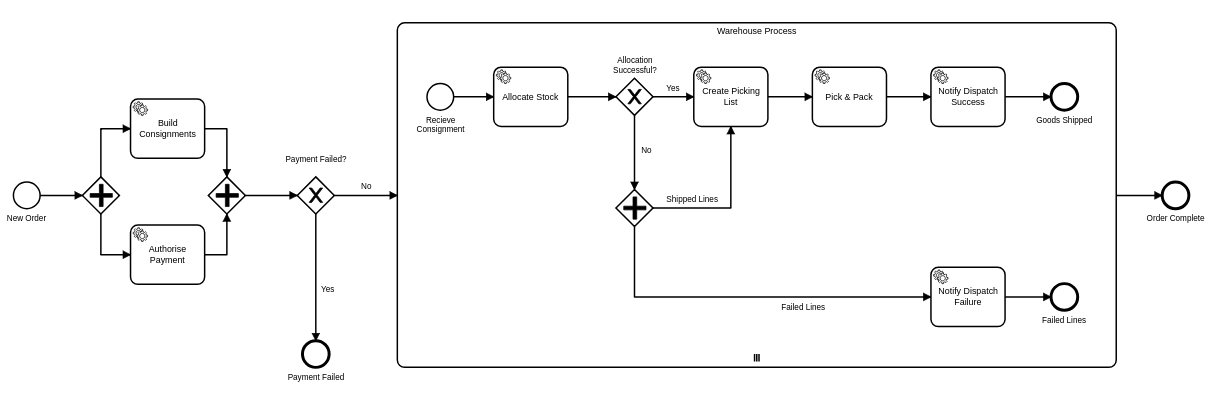 Warehouse Process
Allocation
Successful?
Allocate Stock
Yes
Create Picking
List
Pick & Pack
Notify Dispatch
Success
Recieve
Consignment
Goods Shipped
Build
Consignments
No
Payment Failed?
No
Shipped Lines
New Order
Order Complete
Authorise
Payment
Yes
Notify Dispatch
Failure
Failed Lines
Failed Lines
Payment Failed